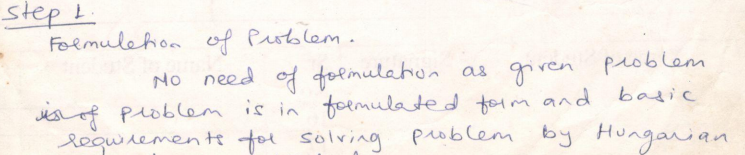 Step 1.
Formulation of Problem.
No need of formulation as given problem
is of problem is in formulated form and basic
requirements for solving problem by Hungarian